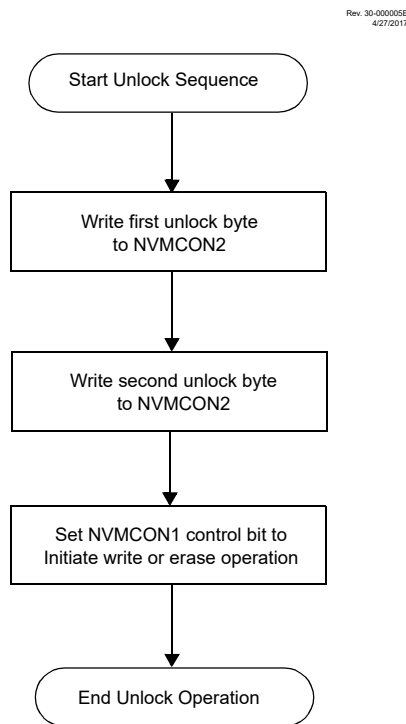 Rev. 30-000005B
4/27/2017
Start Unlock Sequence
Write first unlock byte
to NVMCON2
Write second unlock byte
to NVMCON2
Set NVMCON1 control bit to
Initiate write or erase operation
End Unlock Operation